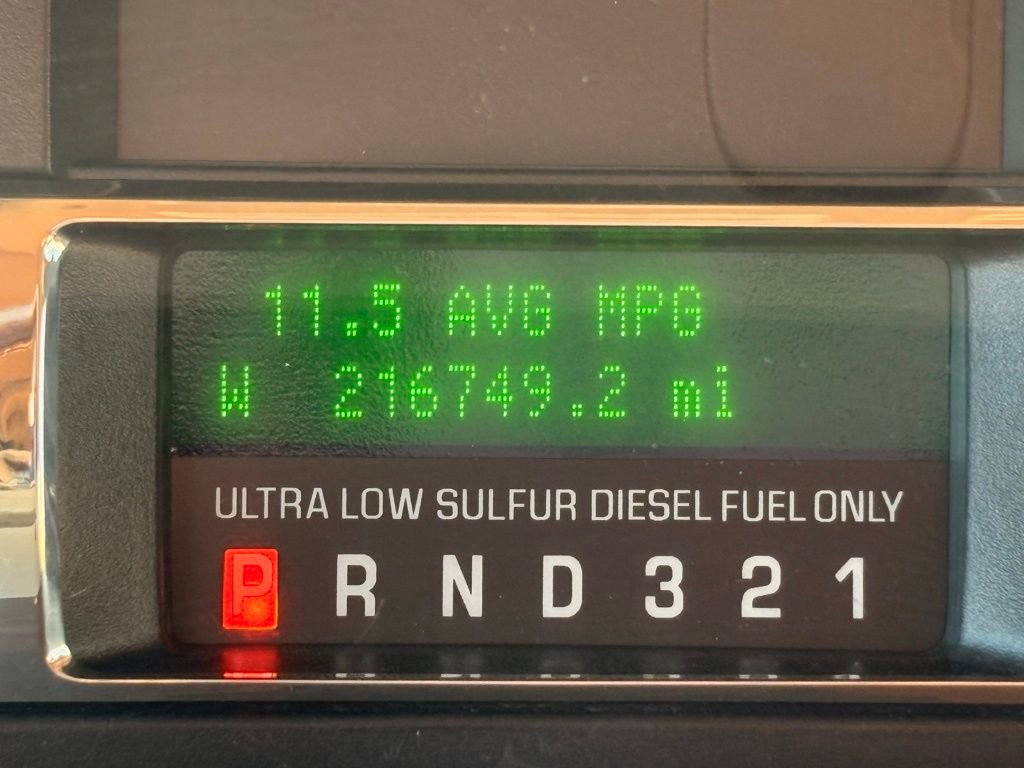 11.5 AVG MPG
W 216749.2 mi
ULTRA LOW SULFUR DIESEL FUEL ONLY
P R N D 3 2 1